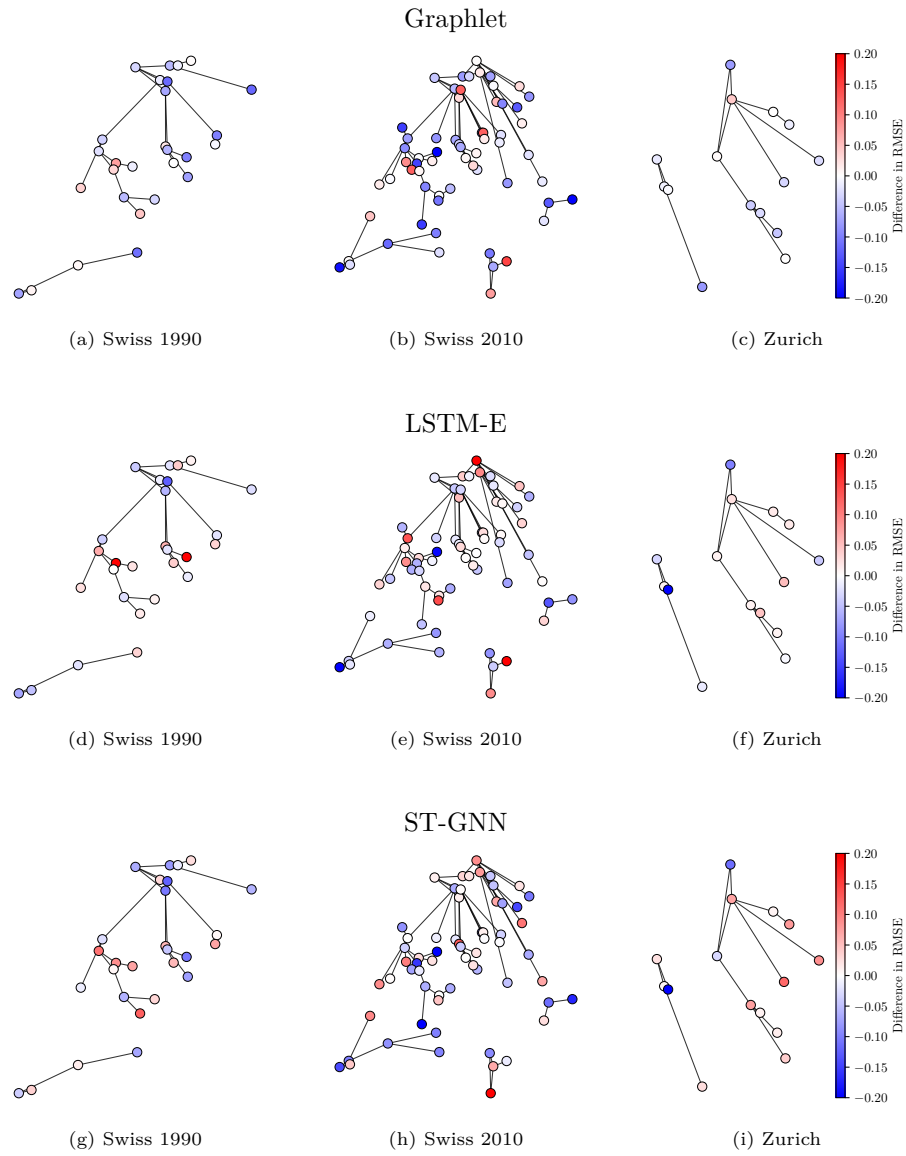 Graphlet
0.20
0.15
0.10
0.05
0.00
−0.05
−0.10
−0.15
−0.20
Difference in RMSE
(a) Swiss 1990
(b) Swiss 2010
(c) Zurich
LSTM-E
0.20
0.15
0.10
0.05
0.00
−0.05
−0.10
−0.15
−0.20
Difference in RMSE
(d) Swiss 1990
(e) Swiss 2010
(f) Zurich
ST-GNN
0.20
0.15
0.10
0.05
0.00
−0.05
−0.10
−0.15
−0.20
Difference in RMSE
(g) Swiss 1990
(h) Swiss 2010
(i) Zurich